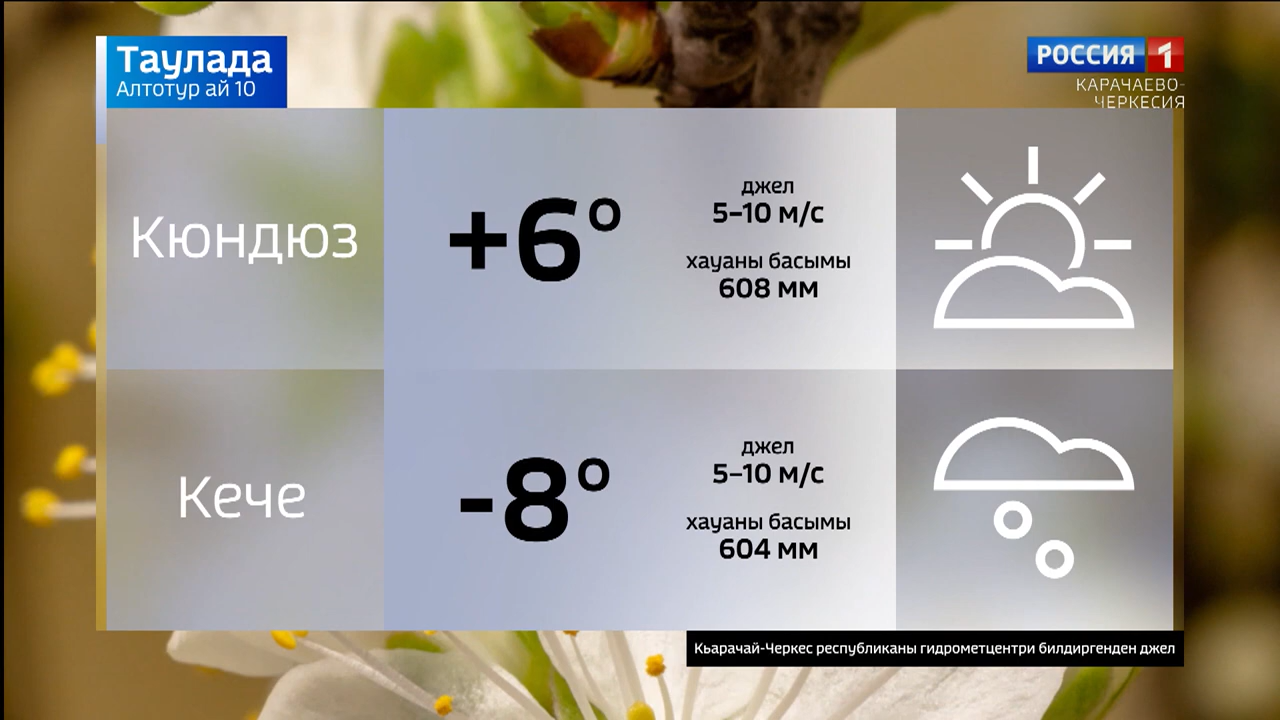 Таулада
Алтотур ай 10
РОССИЯ 1
КАРАЧАЕВО-
ЧЕРКЕСИЯ
Кюндюз
+6°
джел
5–10 м/с
хауаны басымы
608 мм
Кече
-8°
джел
5–10 м/с
хауаны басымы
604 мм
Кьарачай-Черкес республиканы гидрометцентри билдиргенден джел